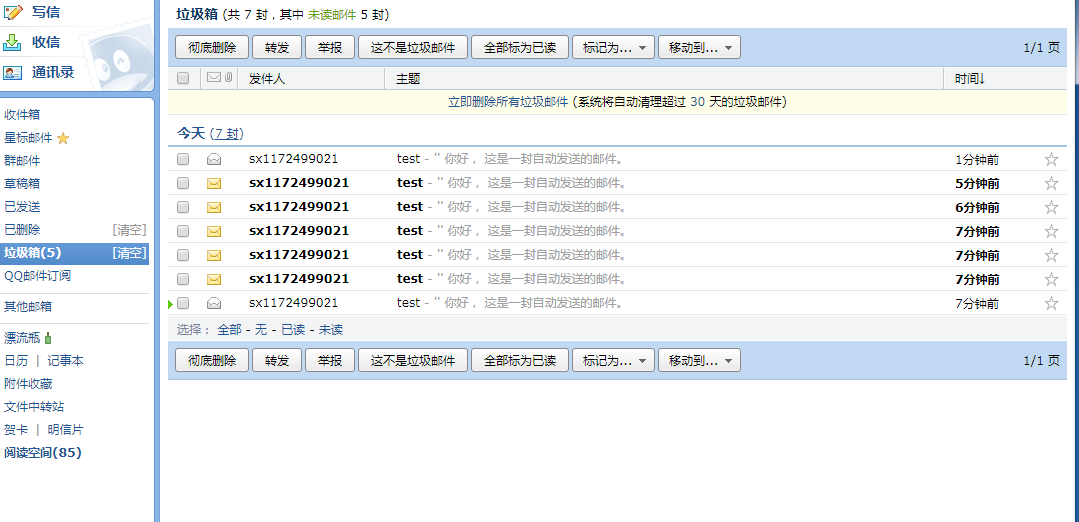 写信
收信
通讯录
收件箱
星标邮件
群邮件
草稿箱
已发送
已删除 [清空]
垃圾箱(5) [清空]
QQ邮件订阅
其他邮箱
漂流瓶
日历 | 记事本
附件收藏
文件中转站
贺卡 | 明信片
阅读空间(85)
垃圾箱 (共 7 封，其中 未读邮件 5 封)
彻底删除 转发 举报 这不是垃圾邮件 全部标为已读 标记为... 移动到... 1/1 页
发件人 主题 时间↓
立即删除所有垃圾邮件 (系统将自动清理超过 30 天的垃圾邮件)
今天 (7 封)
sx1172499021 test - " 你好， 这是一封自动发送的邮件。 1分钟前
sx1172499021 test - " 你好， 这是一封自动发送的邮件。 5分钟前
sx1172499021 test - " 你好， 这是一封自动发送的邮件。 6分钟前
sx1172499021 test - " 你好， 这是一封自动发送的邮件。 7分钟前
sx1172499021 test - " 你好， 这是一封自动发送的邮件。 7分钟前
sx1172499021 test - " 你好， 这是一封自动发送的邮件。 7分钟前
sx1172499021 test - " 你好， 这是一封自动发送的邮件。 7分钟前
选择： 全部 - 无 - 已读 - 未读
彻底删除 转发 举报 这不是垃圾邮件 全部标为已读 标记为... 移动到... 1/1 页